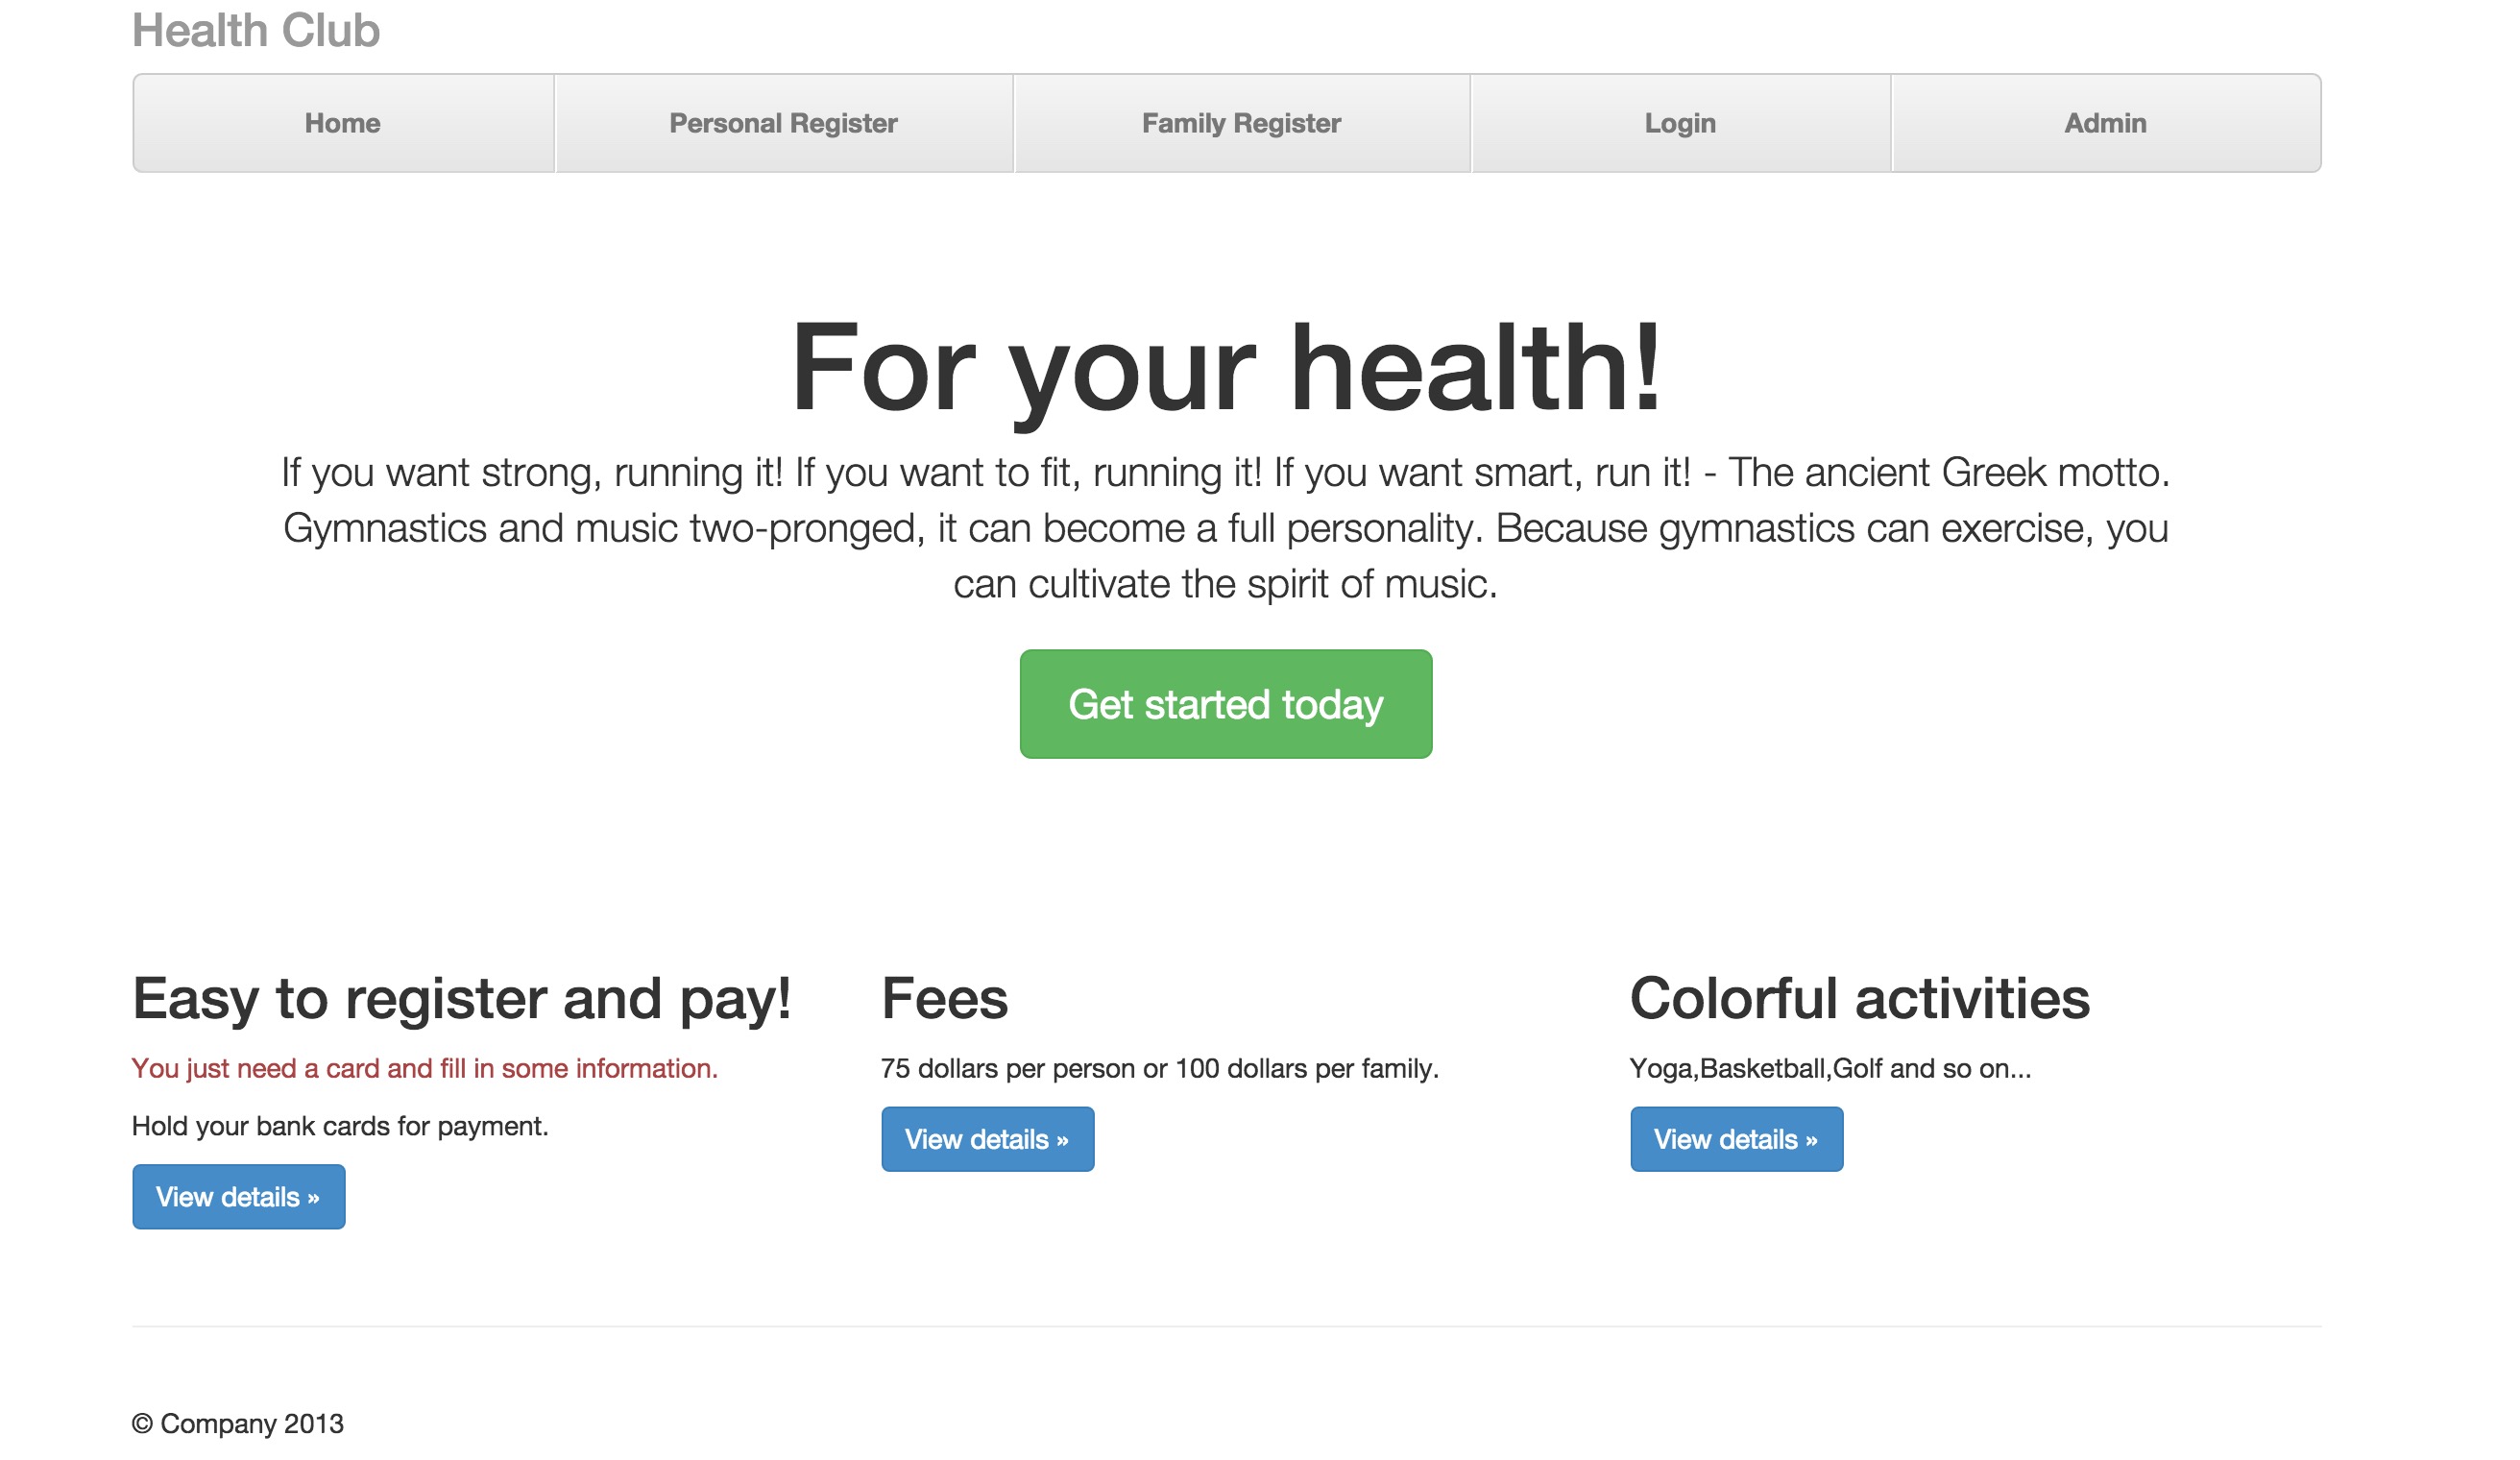 Health Club
Home
Personal Register
Family Register
Login
Admin
For your health!
If you want strong, running it! If you want to fit, running it! If you want smart, run it! - The ancient Greek motto.
Gymnastics and music two-pronged, it can become a full personality. Because gymnastics can exercise, you
can cultivate the spirit of music.
Get started today
Easy to register and pay!
You just need a card and fill in some information.
Hold your bank cards for payment.
View details »
Fees
75 dollars per person or 100 dollars per family.
View details »
Colorful activities
Yoga,Basketball,Golf and so on...
View details »
© Company 2013